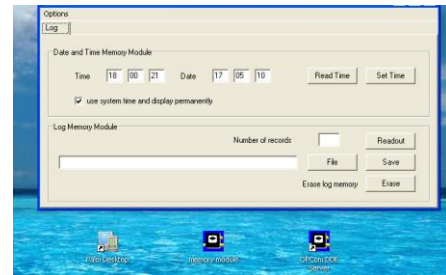 Options
Log
Date and Time Memory Module
Time 18 00 21 Date 17 05 10 Read Time Set Time
use system time and display permanently
Log Memory Module
Number of records Readout
File Save
Erase log memory Erase
Palm Desktop memory module OPCom DDE
Server